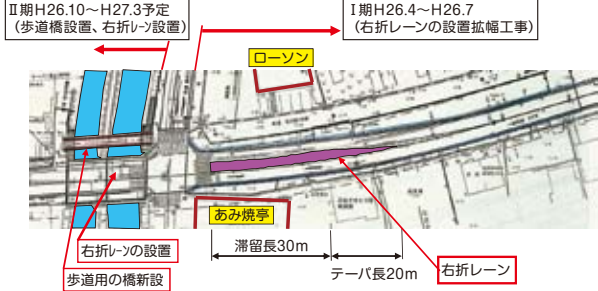 Ⅱ期H26.10～H27.3予定
(歩道橋設置、右折レーン設置)
Ⅰ期H26.4～H26.7
(右折レーンの設置拡幅工事)
ローソン
あみ焼亭
右折レーンの設置
歩道用の橋新設
滞留長30m
テーパ長20m
右折レーン